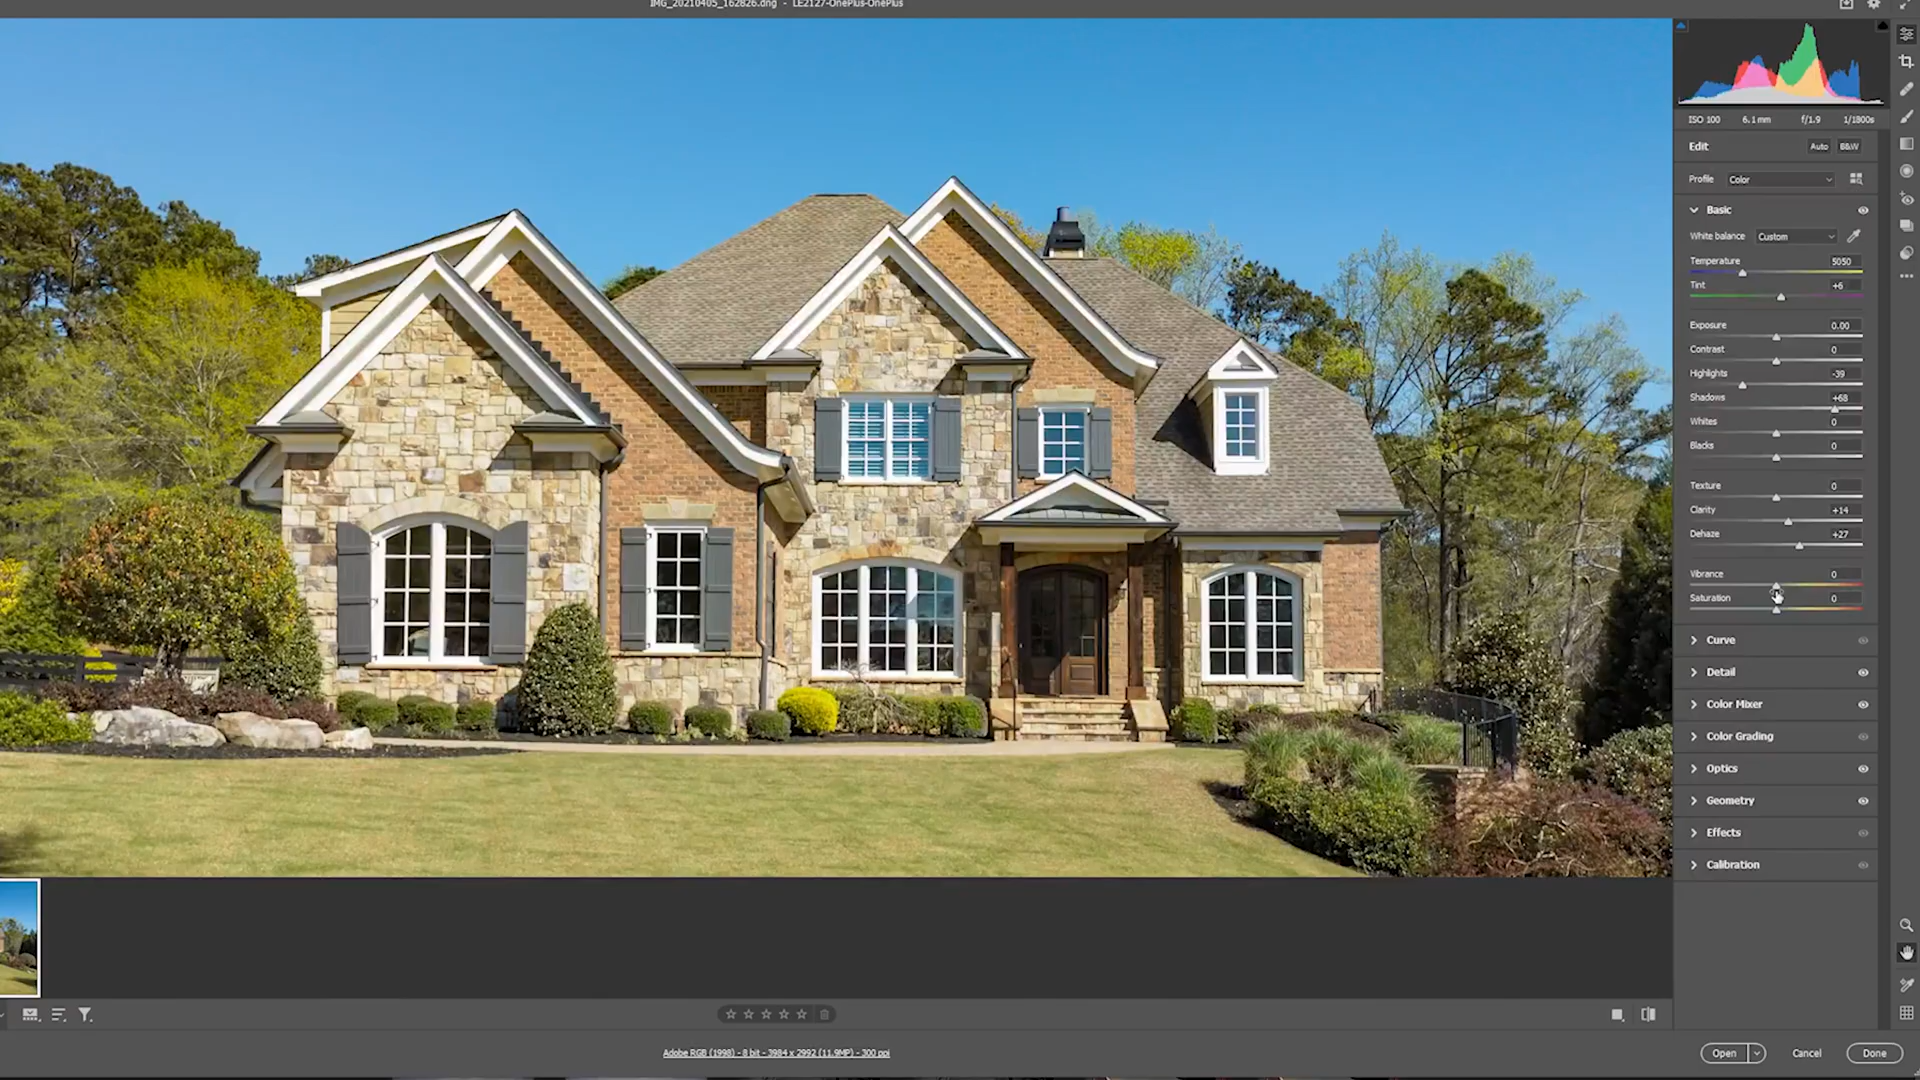 IMG_20210405_162826.dng - LE2127-OnePlus-OnePlus
ISO 100 6.1 mm f/1.9 1/1800s
Edit Auto B&W
Profile Color
Basic
White balance Custom
Temperature 5050
Tint +6
Exposure 0.00
Contrast 0
Highlights -39
Shadows +68
Whites 0
Blacks 0
Texture 0
Clarity +14
Dehaze +27
Vibrance 0
Saturation 0
Curve
Detail
Color Mixer
Color Grading
Optics
Geometry
Effects
Calibration
Adobe RGB (1998) - 8 bit - 3984 x 2992 (11.9MP) - 300 ppi
Open Cancel Done